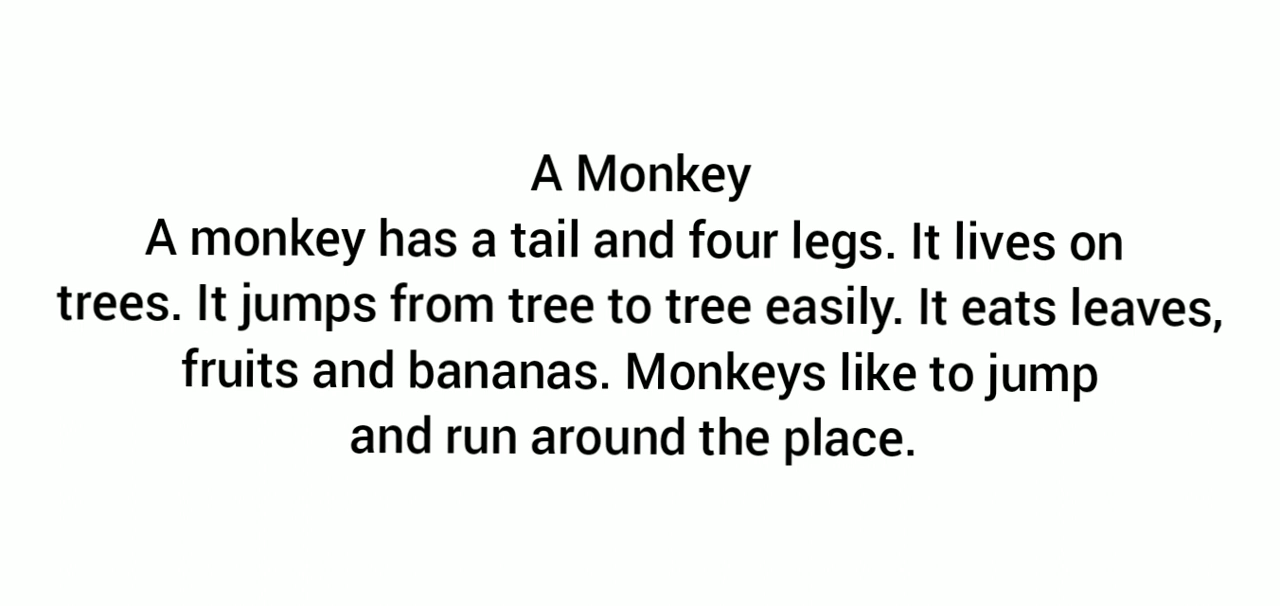 A Monkey
A monkey has a tail and four legs. It lives on
trees. It jumps from tree to tree easily. It eats leaves,
fruits and bananas. Monkeys like to jump
and run around the place.